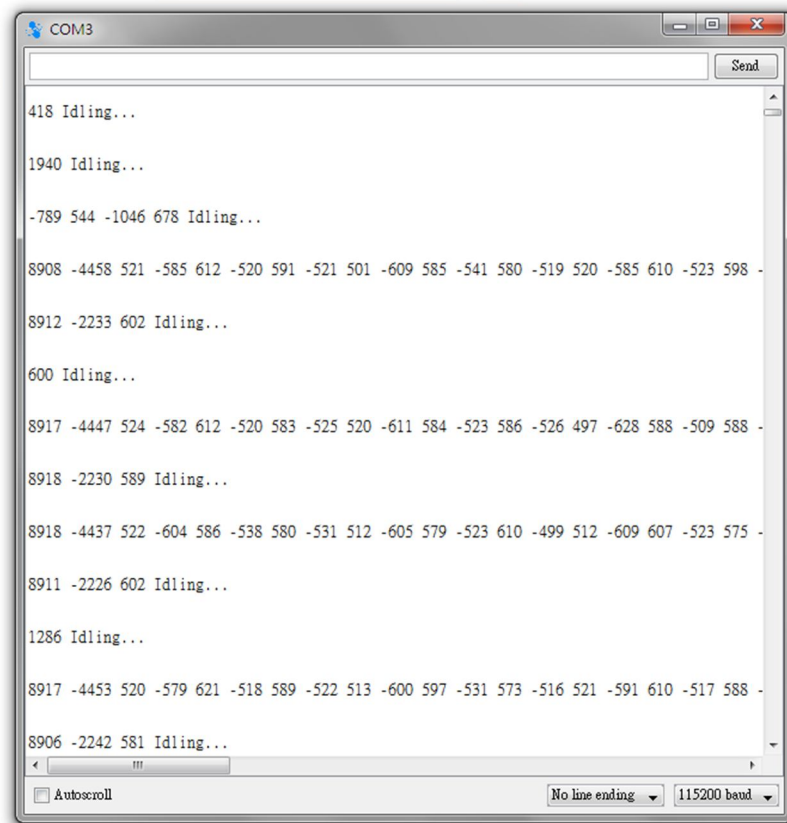 COM3
Send
418 Idling...
1940 Idling...
-789 544 -1046 678 Idling...
8908 -4458 521 -585 612 -520 591 -521 501 -609 585 -541 580 -519 520 -585 610 -523 598 -
8912 -2233 602 Idling...
600 Idling...
8917 -4447 524 -582 612 -520 583 -525 520 -611 584 -523 586 -526 497 -628 588 -509 588 -
8918 -2230 589 Idling...
8918 -4437 522 -604 586 -538 580 -531 512 -605 579 -523 610 -499 512 -609 607 -523 575 -
8911 -2226 602 Idling...
1286 Idling...
8917 -4453 520 -579 621 -518 589 -522 513 -600 597 -531 573 -516 521 -591 610 -517 588 -
8906 -2242 581 Idling...
Autoscroll
No line ending
115200 baud